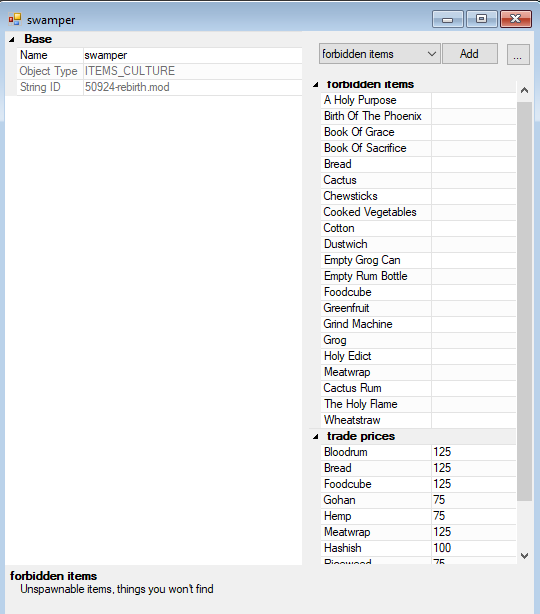 swamper
Base
Name swamper
Object Type ITEMS_CULTURE
String ID 50924-rebirth.mod
forbidden items Add ...
forbidden items
A Holy Purpose
Birth Of The Phoenix
Book Of Grace
Book Of Sacrifice
Bread
Cactus
Chewsticks
Cooked Vegetables
Cotton
Dustwich
Empty Grog Can
Empty Rum Bottle
Foodcube
Greenfruit
Grind Machine
Grog
Holy Edict
Meatwrap
Cactus Rum
The Holy Flame
Wheatstraw
trade prices
Bloodrum 125
Bread 125
Foodcube 125
Gohan 75
Hemp 75
Meatwrap 125
Hashish 100
Riceweed 75
forbidden items
Unspawnable items, things you won't find